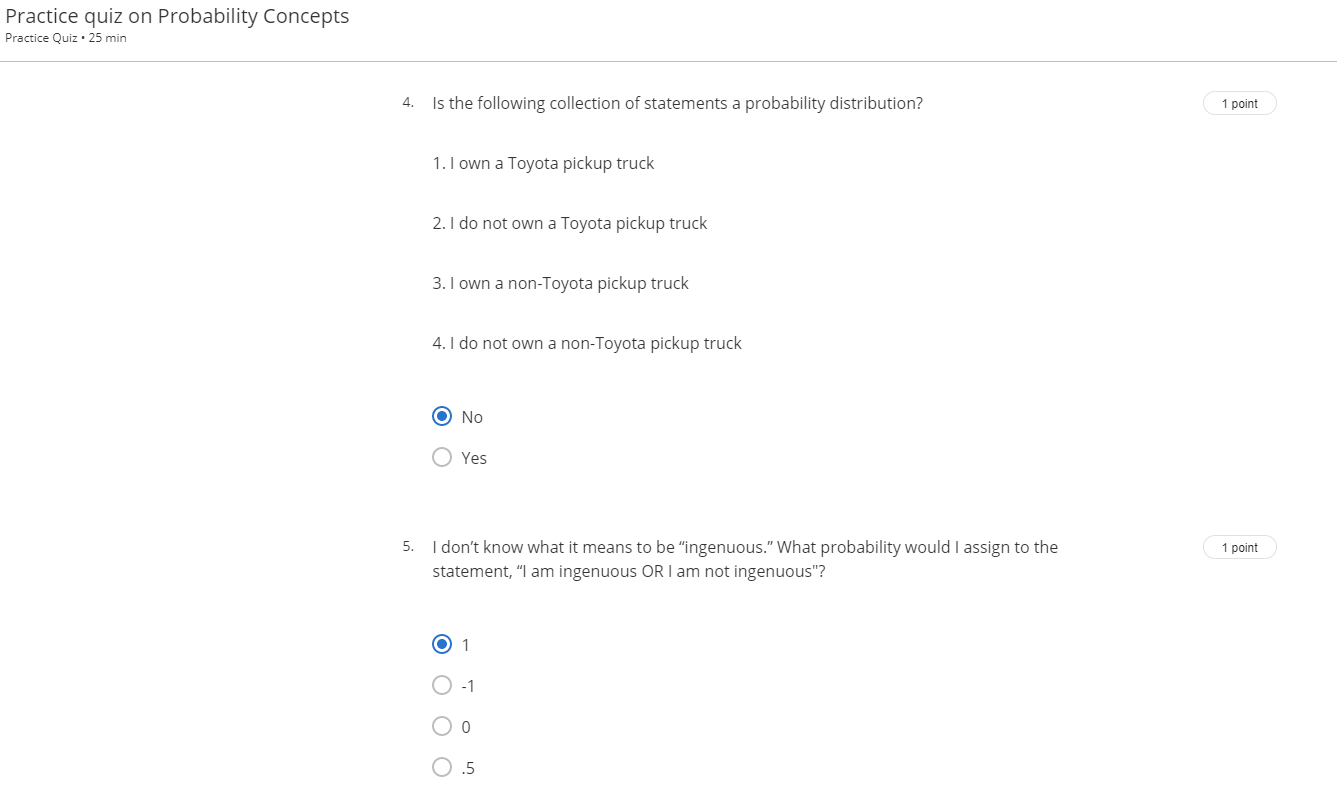 Practice quiz on Probability Concepts
Practice Quiz • 25 min
4. Is the following collection of statements a probability distribution?
1 point
1. I own a Toyota pickup truck
2. I do not own a Toyota pickup truck
3. I own a non-Toyota pickup truck
4. I do not own a non-Toyota pickup truck
No
Yes
5. I don’t know what it means to be “ingenuous.” What probability would I assign to the
1 point
statement, “I am ingenuous OR I am not ingenuous"?
1
-1
0
.5